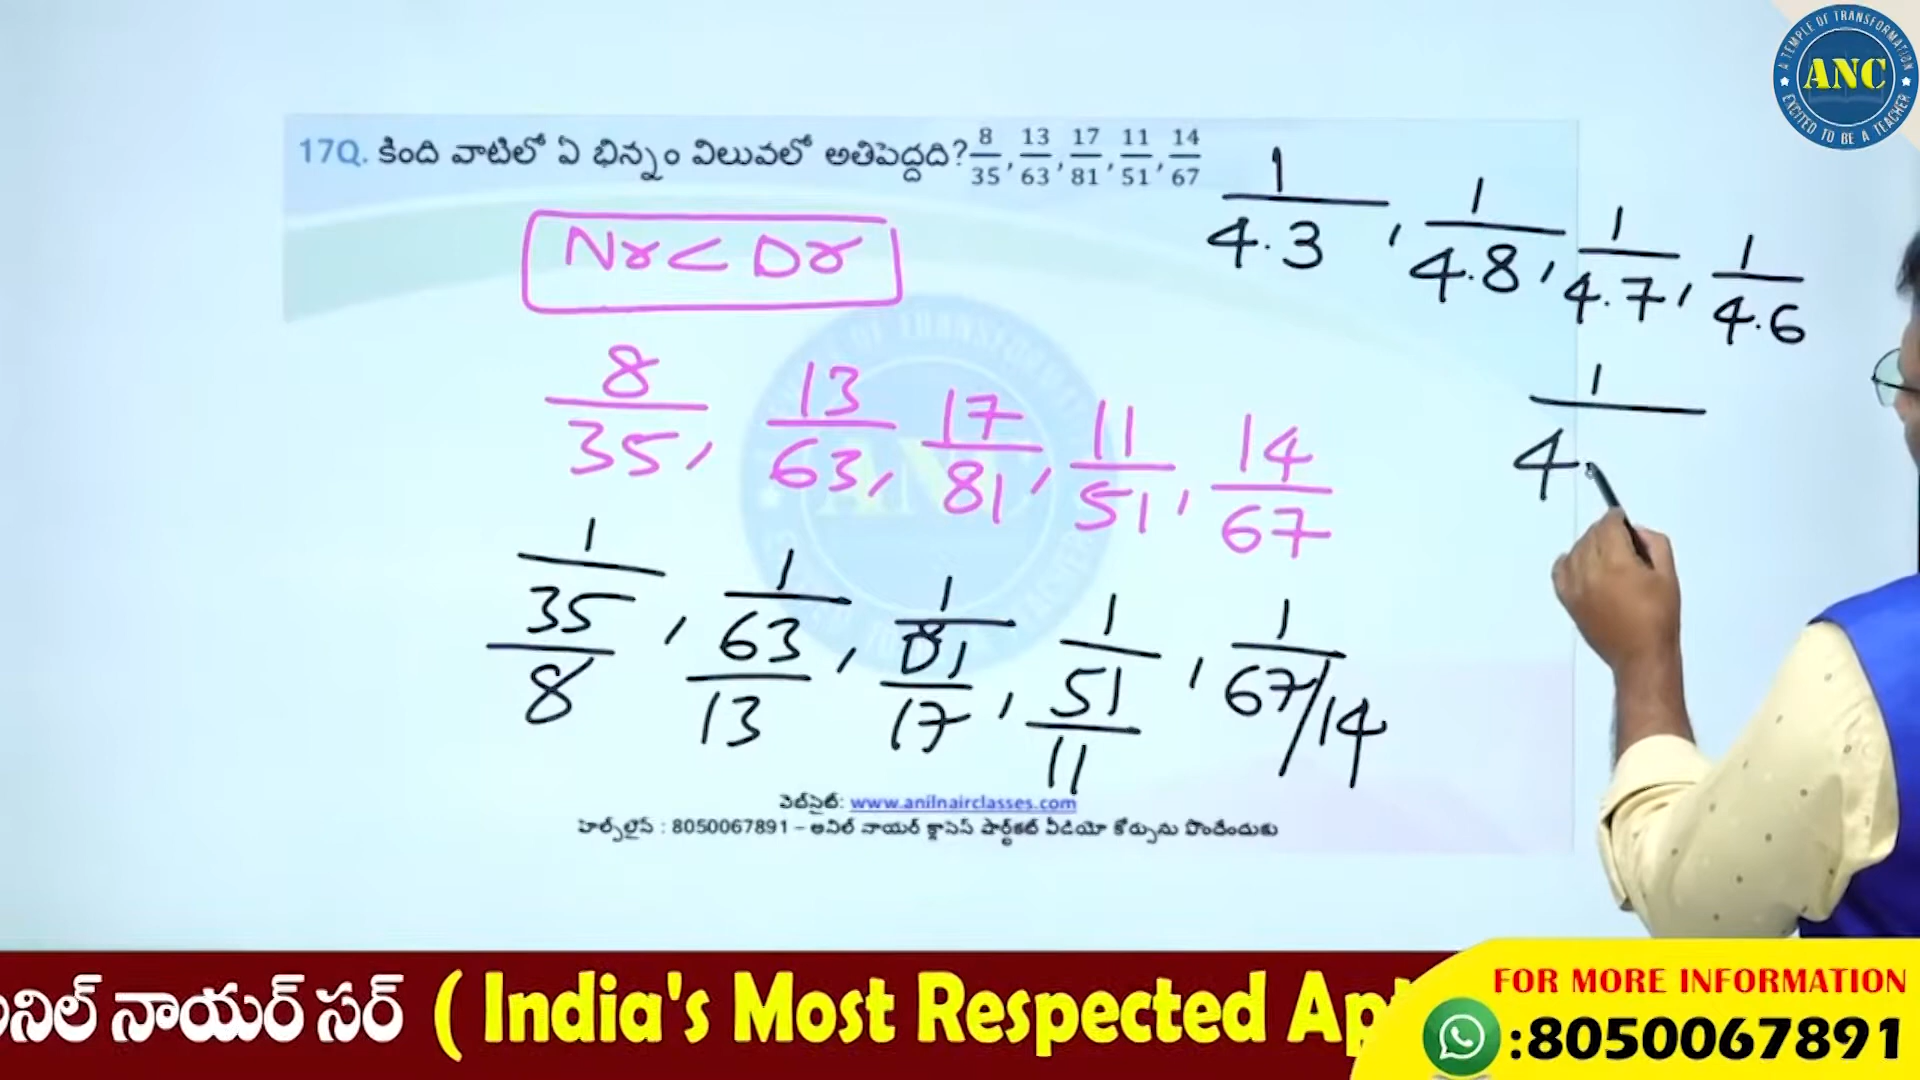 A TEMPLE OF TRANSFORMATION
ANC
EXCITED TO BE A TEACHER
17Q. కింది వాటిలో ఏ భిన్నం విలువలో అతిపెద్దది? 8/35, 13/63, 17/81, 11/51, 14/67
1/4.3, 1/4.8, 1/4.7, 1/4.6
Nr < Dr
1/4.
8/35, 13/63, 17/81, 11/51, 14/67
1/(35/8), 1/(63/13), 1/(81/17), 1/(51/11), 1/(67/14)
వెబ్‌సైట్: www.anilnairclasses.com
హెల్ప్‌లైన్ : 8050067891 – అనిల్ నాయర్ క్లాసెస్ షార్ట్‌కట్ వీడియో కోర్సును పొందేందుకు
నిల్ నాయర్ సర్ ( India's Most Respected Apt
FOR MORE INFORMATION
:8050067891